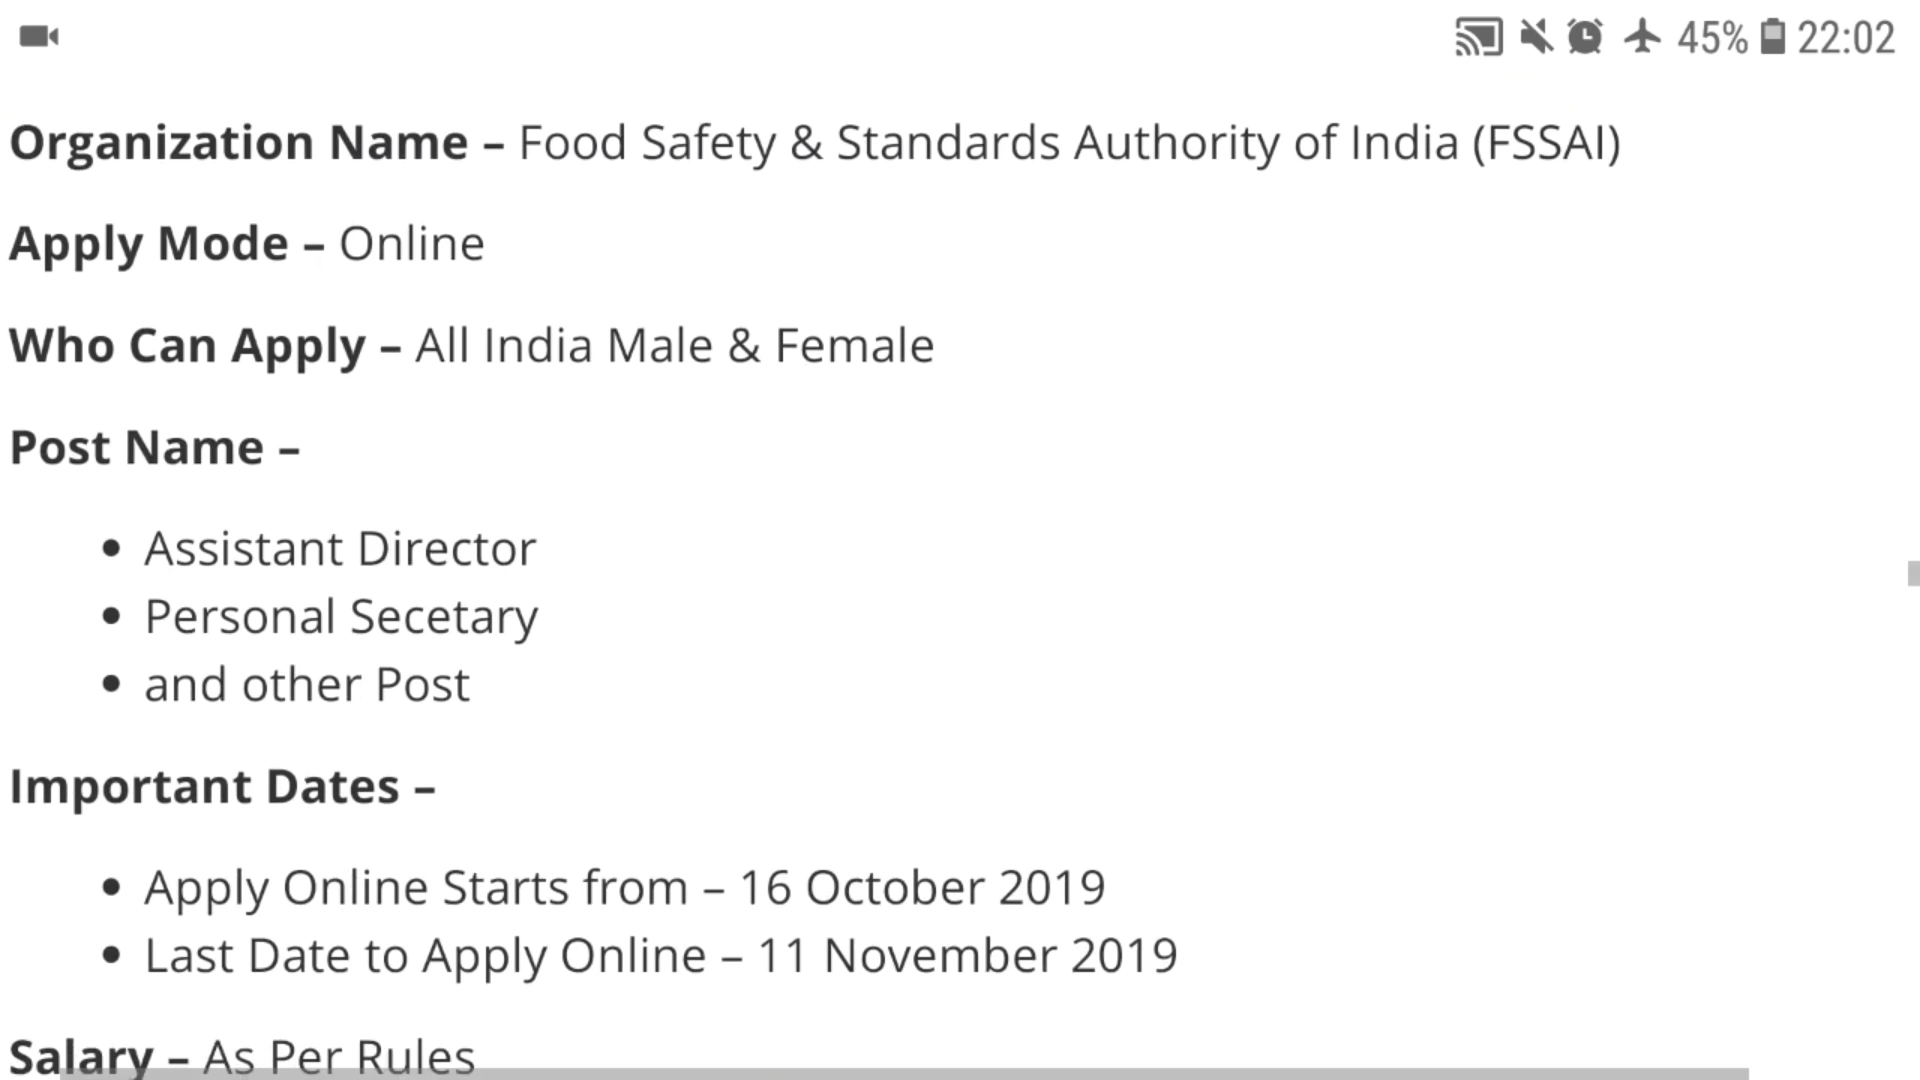 45% 22:02
Organization Name – Food Safety & Standards Authority of India (FSSAI)
Apply Mode – Online
Who Can Apply – All India Male & Female
Post Name –
• Assistant Director
• Personal Secetary
• and other Post
Important Dates –
• Apply Online Starts from – 16 October 2019
• Last Date to Apply Online – 11 November 2019
Salary – As Per Rules